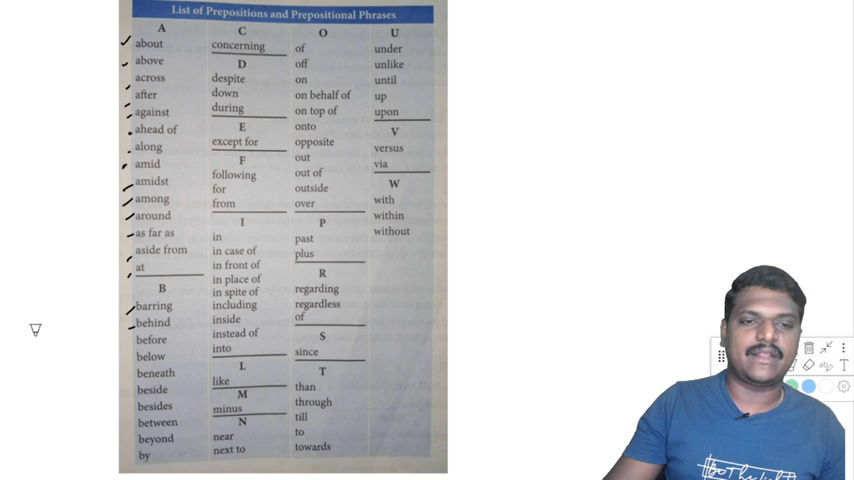 List of Prepositions and Prepositional Phrases
A
about
above
across
after
against
ahead of
along
amid
amidst
among
around
as far as
aside from
at
B
barring
behind
before
below
beneath
beside
besides
between
beyond
by
C
concerning
D
despite
down
during
E
except for
F
following
for
from
I
in
in case of
in front of
in place of
in spite of
including
inside
instead of
into
L
like
M
minus
N
near
next to
O
of
off
on
on behalf of
on top of
onto
opposite
out
out of
outside
over
P
past
plus
R
regarding
regardless
of
S
since
T
than
through
till
to
towards
U
under
unlike
until
up
upon
V
versus
via
W
with
within
without